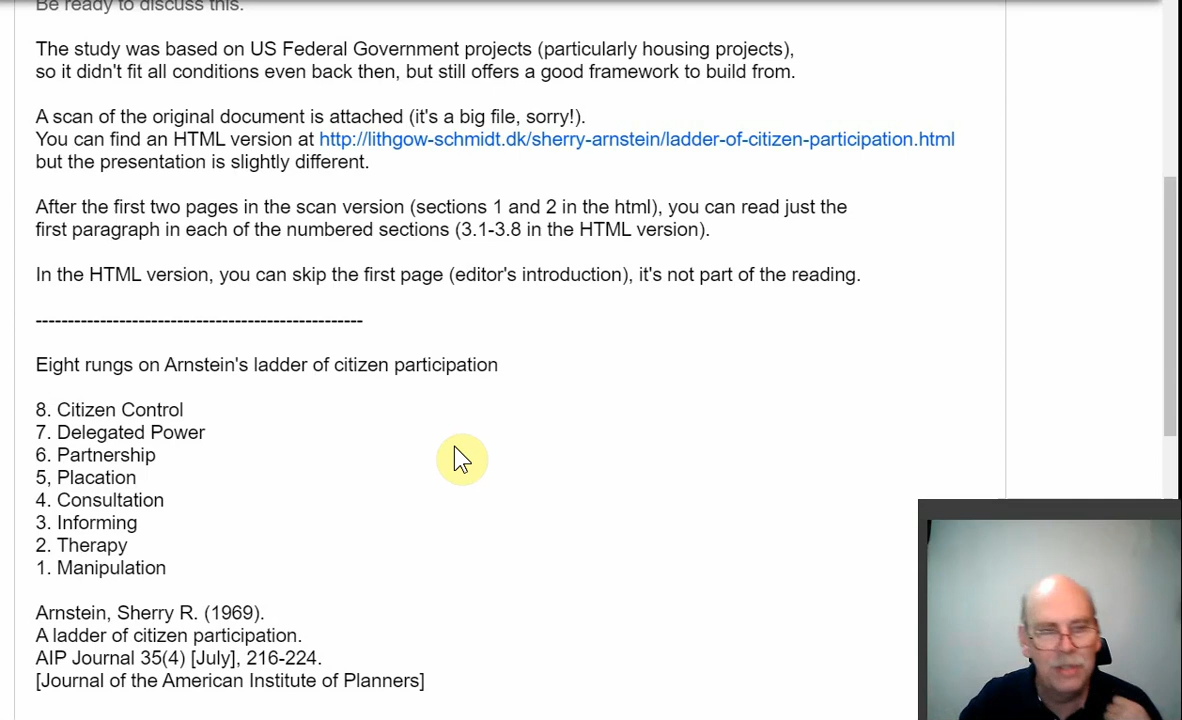 Be ready to discuss this.
The study was based on US Federal Government projects (particularly housing projects),
so it didn't fit all conditions even back then, but still offers a good framework to build from.
A scan of the original document is attached (it's a big file, sorry!).
You can find an HTML version at http://lithgow-schmidt.dk/sherry-arnstein/ladder-of-citizen-participation.html
but the presentation is slightly different.
After the first two pages in the scan version (sections 1 and 2 in the html), you can read just the
first paragraph in each of the numbered sections (3.1-3.8 in the HTML version).
In the HTML version, you can skip the first page (editor's introduction), it's not part of the reading.
---------------------------------------------------
Eight rungs on Arnstein's ladder of citizen participation
8. Citizen Control
7. Delegated Power
6. Partnership
5, Placation
4. Consultation
3. Informing
2. Therapy
1. Manipulation
Arnstein, Sherry R. (1969).
A ladder of citizen participation.
AIP Journal 35(4) [July], 216-224.
[Journal of the American Institute of Planners]